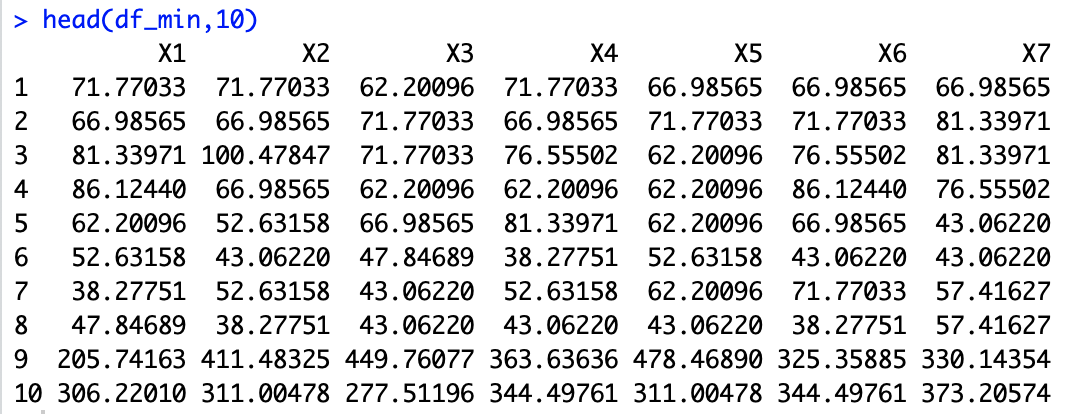 > head(df_min,10)
X1 X2 X3 X4 X5 X6 X7
1 71.77033 71.77033 62.20096 71.77033 66.98565 66.98565 66.98565
2 66.98565 66.98565 71.77033 66.98565 71.77033 71.77033 81.33971
3 81.33971 100.47847 71.77033 76.55502 62.20096 76.55502 81.33971
4 86.12440 66.98565 62.20096 62.20096 62.20096 86.12440 76.55502
5 62.20096 52.63158 66.98565 81.33971 62.20096 66.98565 43.06220
6 52.63158 43.06220 47.84689 38.27751 52.63158 43.06220 43.06220
7 38.27751 52.63158 43.06220 52.63158 62.20096 71.77033 57.41627
8 47.84689 38.27751 43.06220 43.06220 43.06220 38.27751 57.41627
9 205.74163 411.48325 449.76077 363.63636 478.46890 325.35885 330.14354
10 306.22010 311.00478 277.51196 344.49761 311.00478 344.49761 373.20574